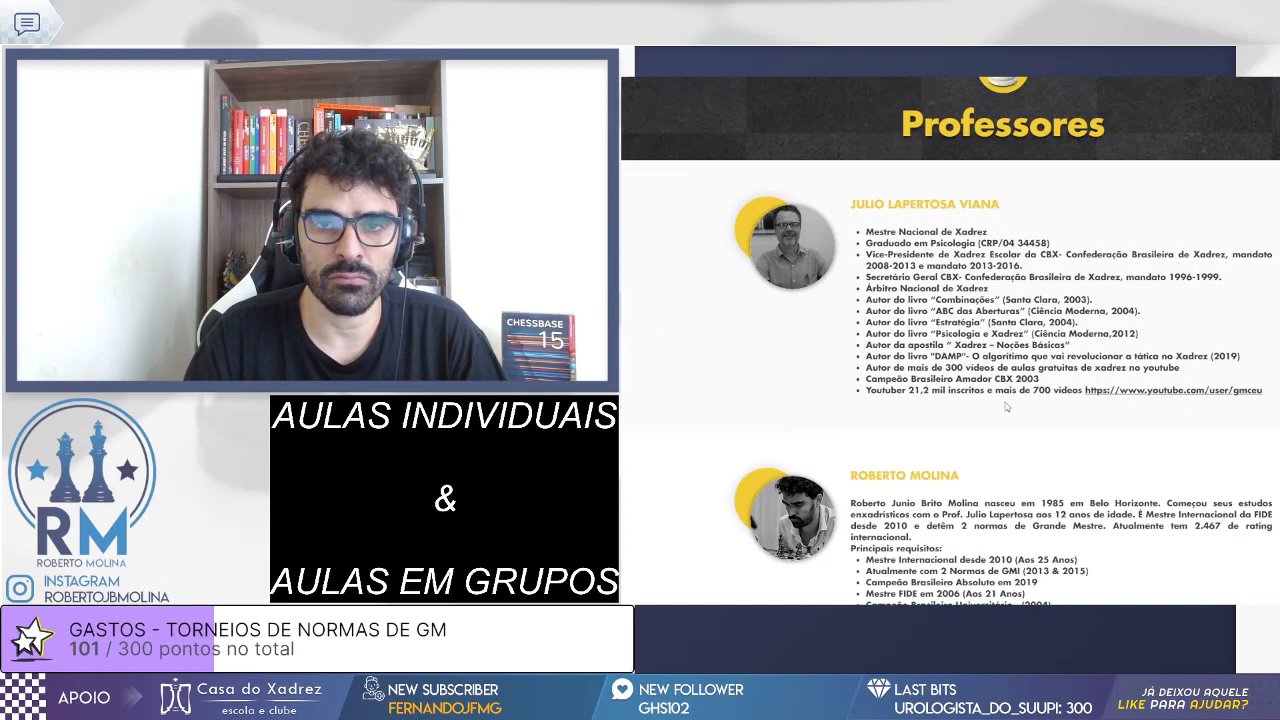 CHESSBASE
15
RM
ROBERTO MOLINA
INSTAGRAM
ROBERTOJBMOLINA
AULAS INDIVIDUAIS
&
AULAS EM GRUPOS
GASTOS - TORNEIOS DE NORMAS DE GM
101 / 300 pontos no total
Professores
JULIO LAPERTOSA VIANA
• Mestre Nacional de Xadrez
• Graduado em Psicologia (CRP/04 34458)
• Vice-Presidente de Xadrez Escolar da CBX- Confederação Brasileira de Xadrez, mandato
2008-2013 e mandato 2013-2016.
• Secretário Geral CBX- Confederação Brasileira de Xadrez, mandato 1996-1999.
• Árbitro Nacional de Xadrez
• Autor do livro “Combinações” (Santa Clara, 2003).
• Autor do livro “ABC das Aberturas” (Ciência Moderna, 2004).
• Autor do livro “Estratégia” (Santa Clara, 2004).
• Autor do livro “Psicologia e Xadrez” (Ciência Moderna,2012)
• Autor da apostila “ Xadrez – Noções Básicas”
• Autor do livro "DAMP"- O algoritimo que vai revolucionar a tática no Xadrez (2019)
• Autor de mais de 300 videos de aulas gratuitas de xadrez no youtube
• Campeão Brasileiro Amador CBX 2003
• Youtuber 21,2 mil inscritos e mais de 700 videos https://www.youtube.com/user/gmceu
ROBERTO MOLINA
Roberto Junio Brito Molina nasceu em 1985 em Belo Horizonte. Começou seus estudos
enxadrísticos com o Prof. Julio Lapertosa aos 12 anos de idade. É Mestre Internacional da FIDE
desde 2010 e detêm 2 normas de Grande Mestre. Atualmente tem 2.467 de rating
internacional.
Principais requisitos:
• Mestre Internacional desde 2010 (Aos 25 Anos)
• Atualmente com 2 Normas de GMI (2013 & 2015)
• Campeão Brasileiro Absoluto em 2019
• Mestre FIDE em 2006 (Aos 21 Anos)
• Campeão Brasileiro Universitário (2004)
APOIO
Casa do Xadrez
escola e clube
NEW SUBSCRIBER
FERNANDOJFMG
NEW FOLLOWER
GHS102
LAST BITS
UROLOGISTA_DO_SUUPI: 300
JÁ DEIXOU AQUELE
LIKE PARA AJUDAR?